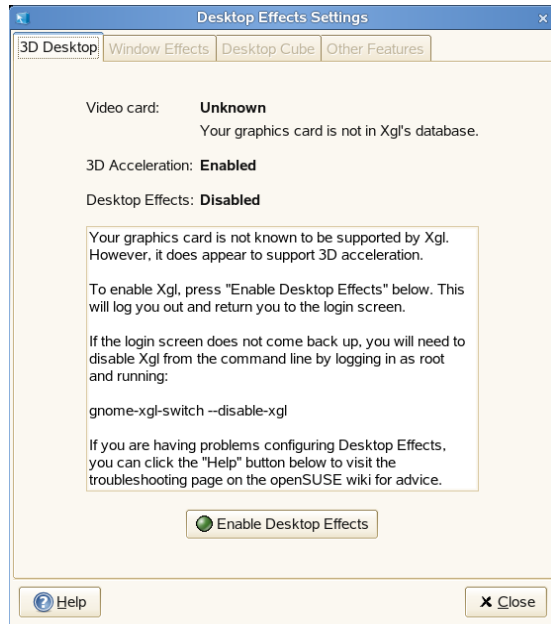 Desktop Effects Settings
3D Desktop
Window Effects
Desktop Cube
Other Features
Video card: Unknown
Your graphics card is not in Xgl's database.
3D Acceleration: Enabled
Desktop Effects: Disabled
Your graphics card is not known to be supported by Xgl.
However, it does appear to support 3D acceleration.
To enable Xgl, press "Enable Desktop Effects" below. This
will log you out and return you to the login screen.
If the login screen does not come back up, you will need to
disable Xgl from the command line by logging in as root
and running:
gnome-xgl-switch --disable-xgl
If you are having problems configuring Desktop Effects,
you can click the "Help" button below to visit the
troubleshooting page on the openSUSE wiki for advice.
Enable Desktop Effects
Help
Close